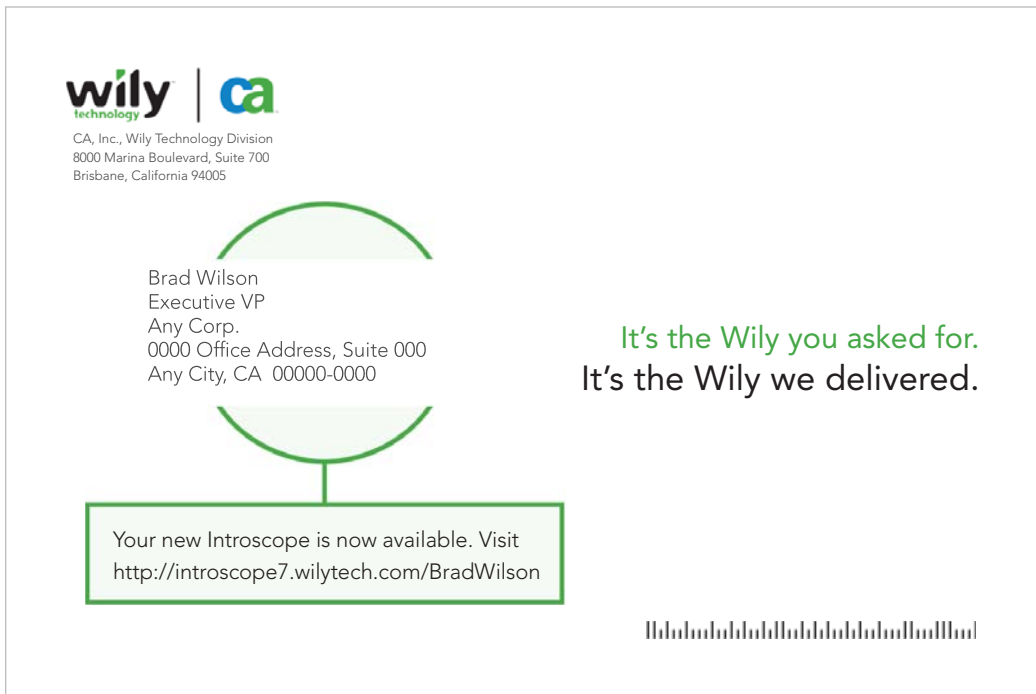 wily technology ca
CA, Inc., Wily Technology Division
8000 Marina Boulevard, Suite 700
Brisbane, California 94005
Brad Wilson
Executive VP
Any Corp.
0000 Office Address, Suite 000
Any City, CA 00000-0000
It's the Wily you asked for.
It's the Wily we delivered.
Your new Introscope is now available. Visit
http://introscope7.wilytech.com/BradWilson